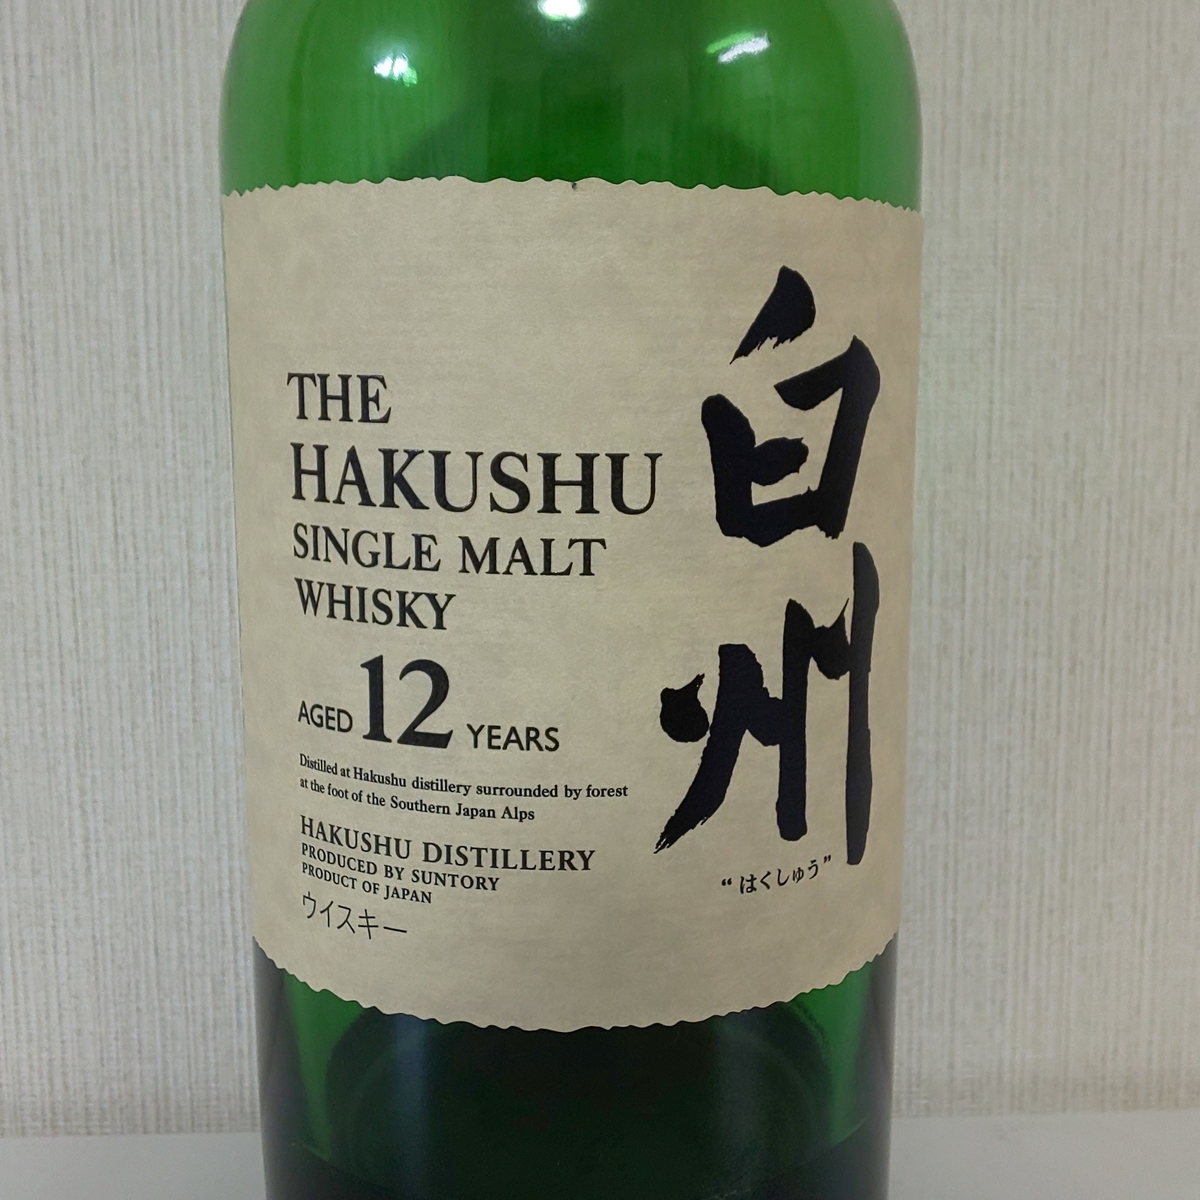 THE
HAKUSHU
SINGLE MALT
WHISKY
AGED 12 YEARS
Distilled at Hakushu distillery surrounded by forest
at the foot of the Southern Japan Alps
HAKUSHU DISTILLERY
PRODUCED BY SUNTORY
PRODUCT OF JAPAN
ウイスキー
白州
“はくしゅう”